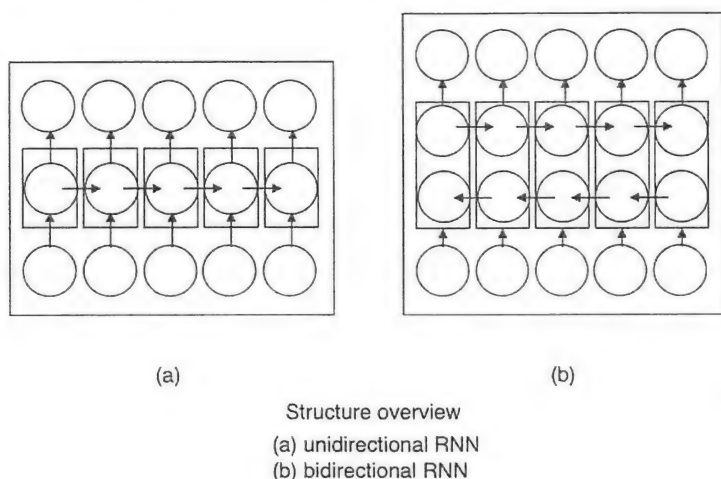 (a)
(b)
Structure overview
(a) unidirectional RNN
(b) bidirectional RNN